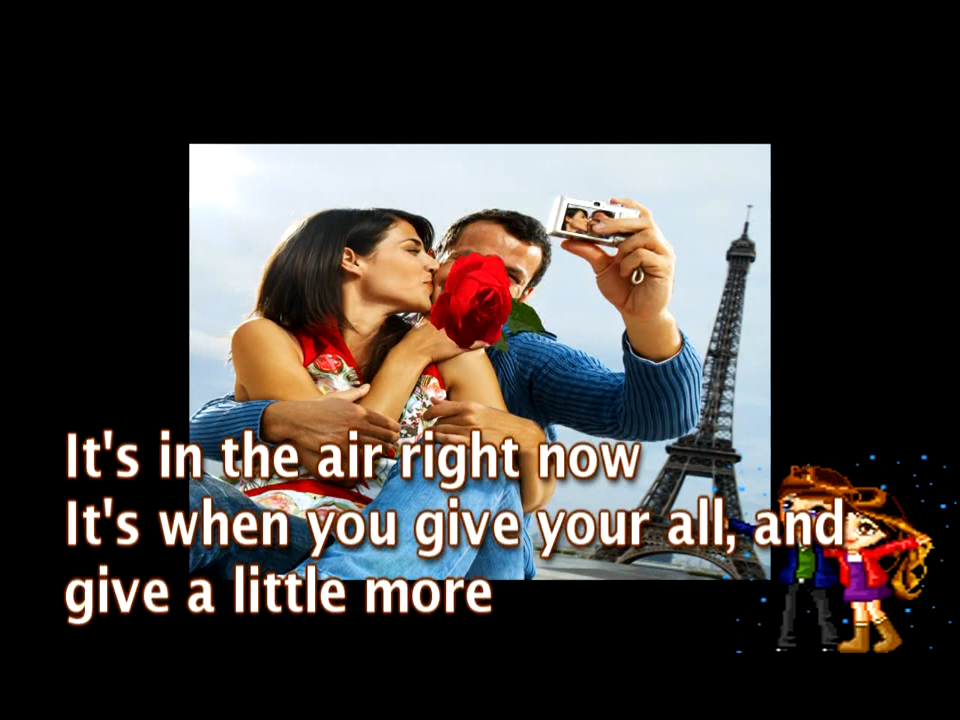 It's in the air right now
It's when you give your all, and
give a little more